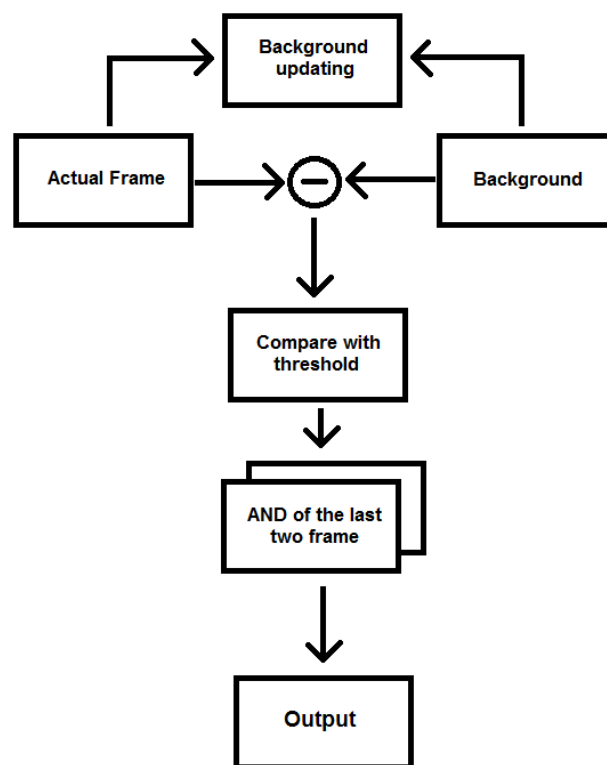 Background
updating
Actual Frame
Background
Compare with
threshold
AND of the last
two frame
Output